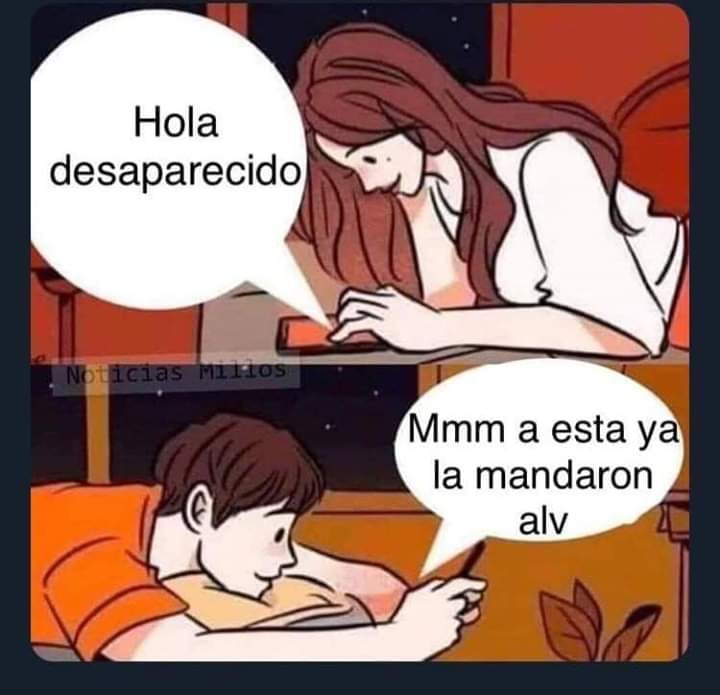 Hola
desaparecido
Noticias Millos
Mmm a esta ya
la mandaron
alv